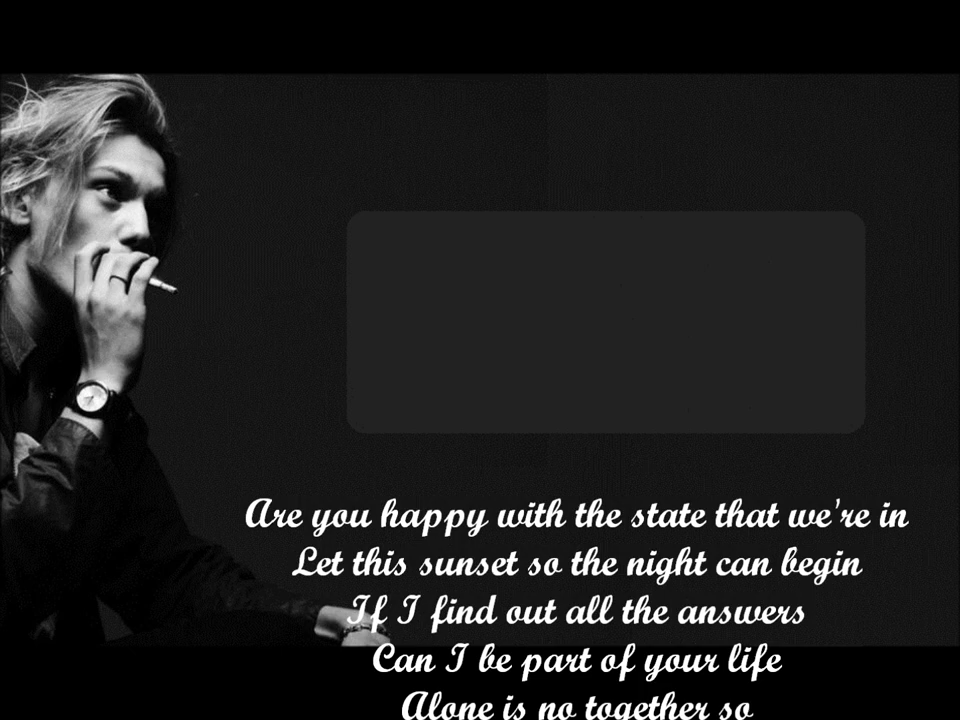 Are you happy with the state that we're in
Let this sunset so the night can begin
If I find out all the answers
Can I be part of your life
Alone is no together so